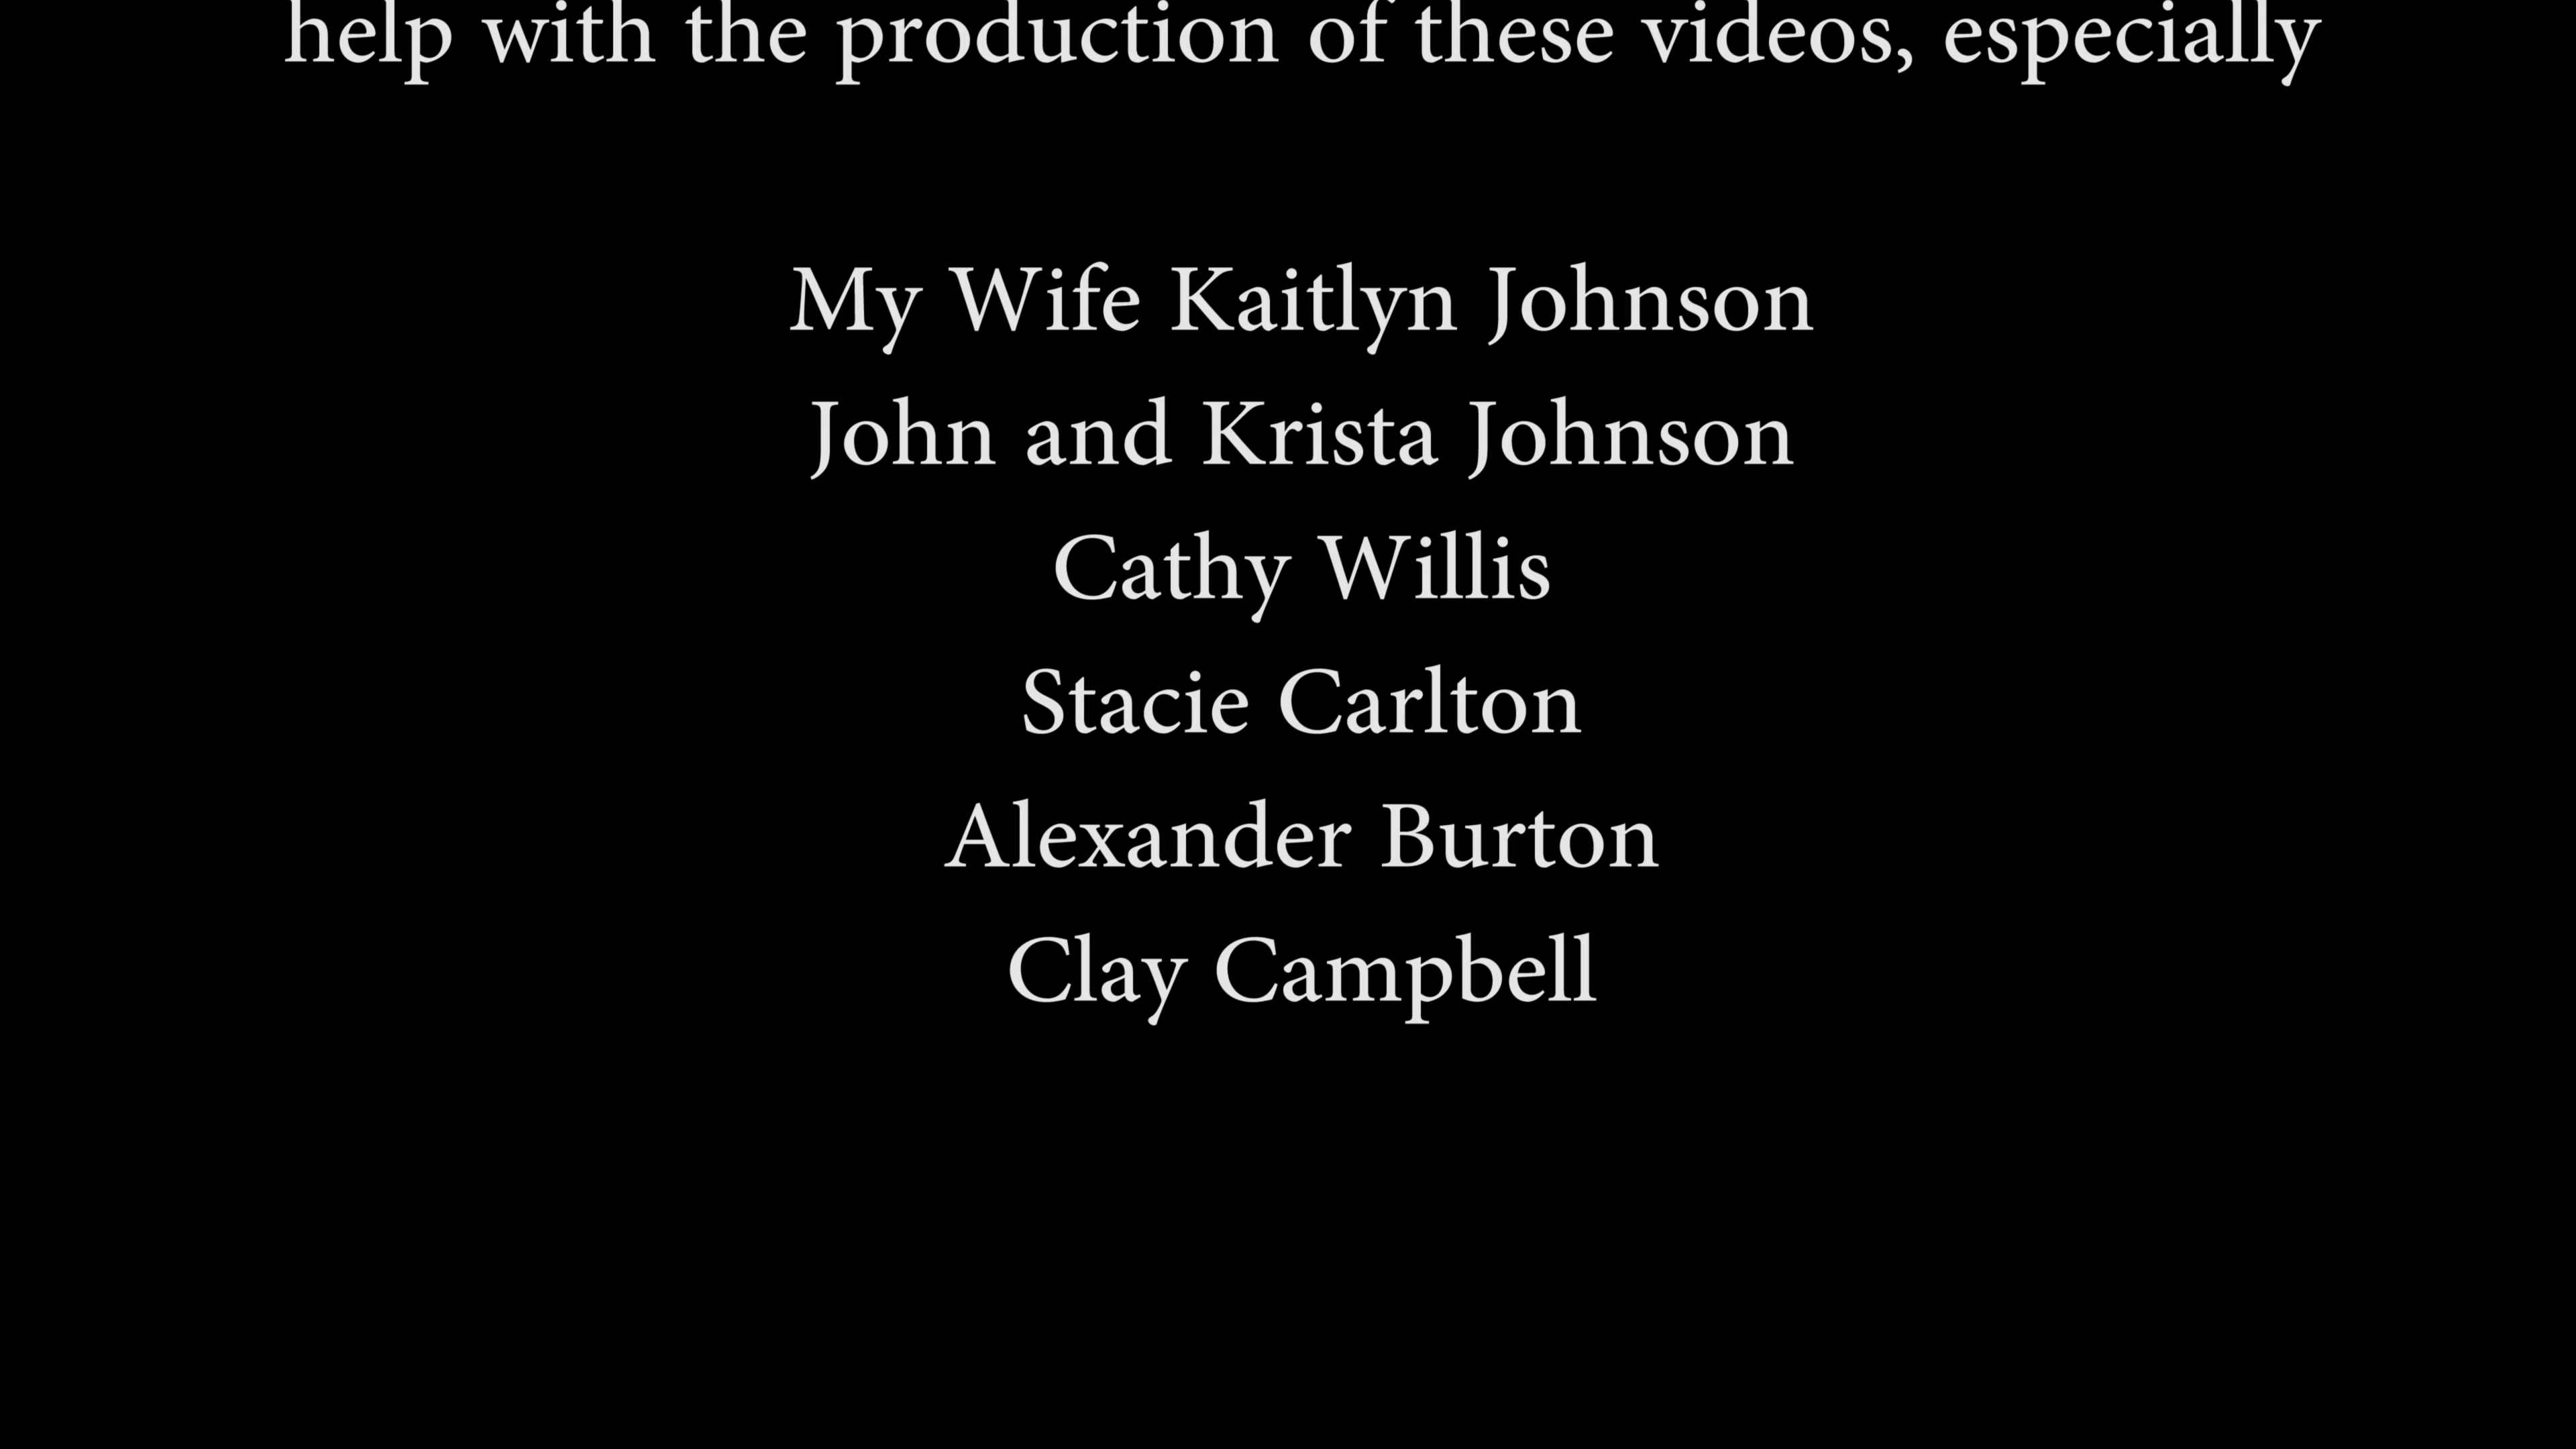 help with the production of these videos, especially
My Wife Kaitlyn Johnson
John and Krista Johnson
Cathy Willis
Stacie Carlton
Alexander Burton
Clay Campbell